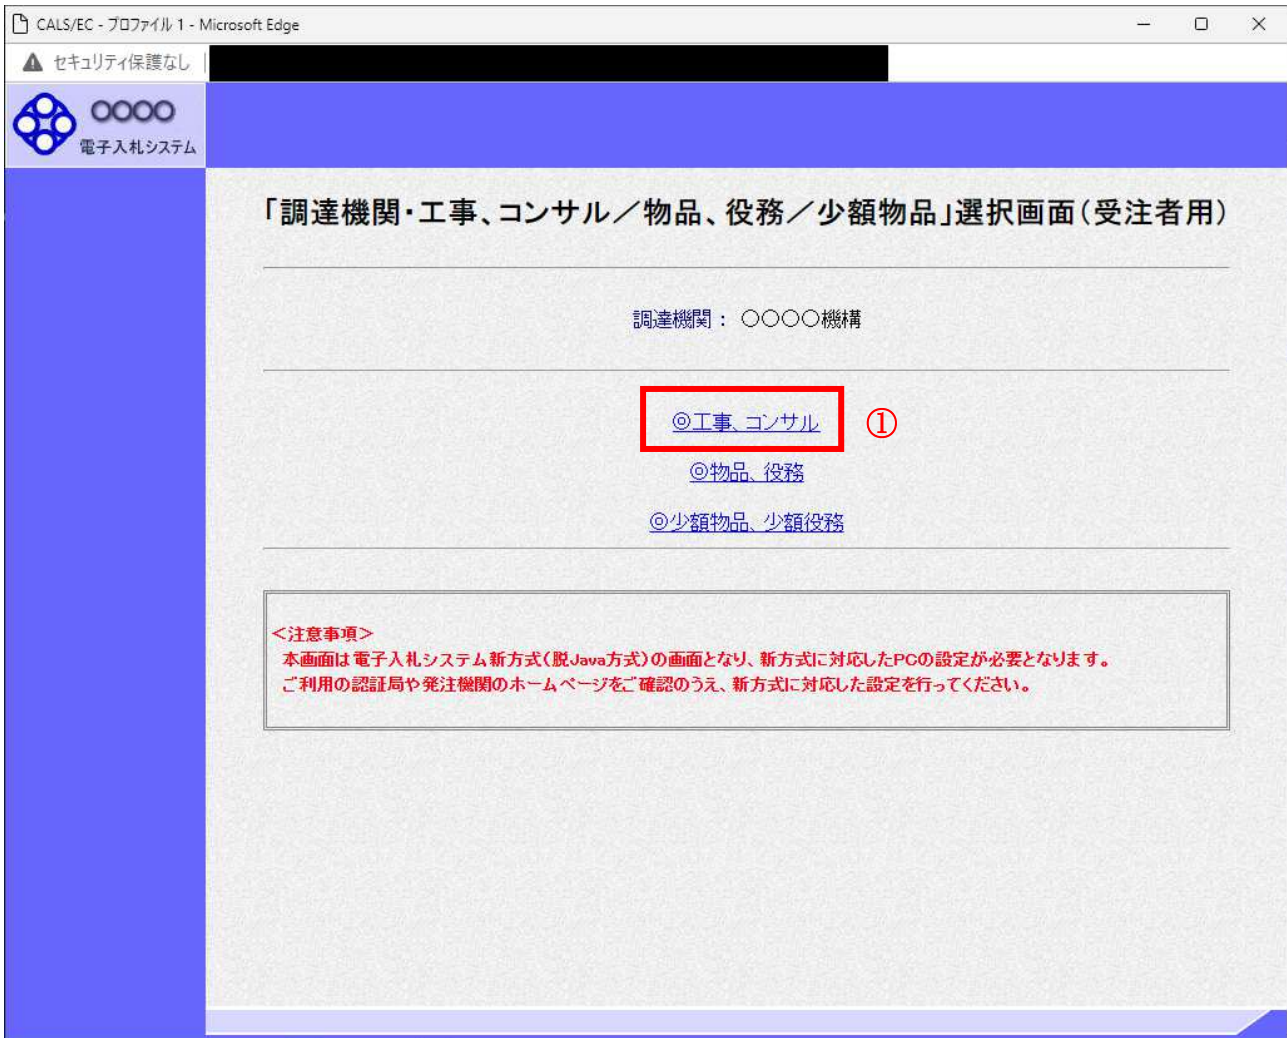 CALS/EC - プロファイル 1 - Microsoft Edge
セキュリティ保護なし
○○○○
電子入札システム
「調達機関・工事、コンサル／物品、役務／少額物品」選択画面（受注者用）
調達機関： ○○○○機構
◎工事、コンサル
①
◎物品、役務
◎少額物品、少額役務
＜注意事項＞
本画面は電子入札システム新方式（脱Java方式）の画面となり、新方式に対応したPCの設定が必要となります。
ご利用の認証局や発注機関のホームページをご確認のうえ、新方式に対応した設定を行ってください。